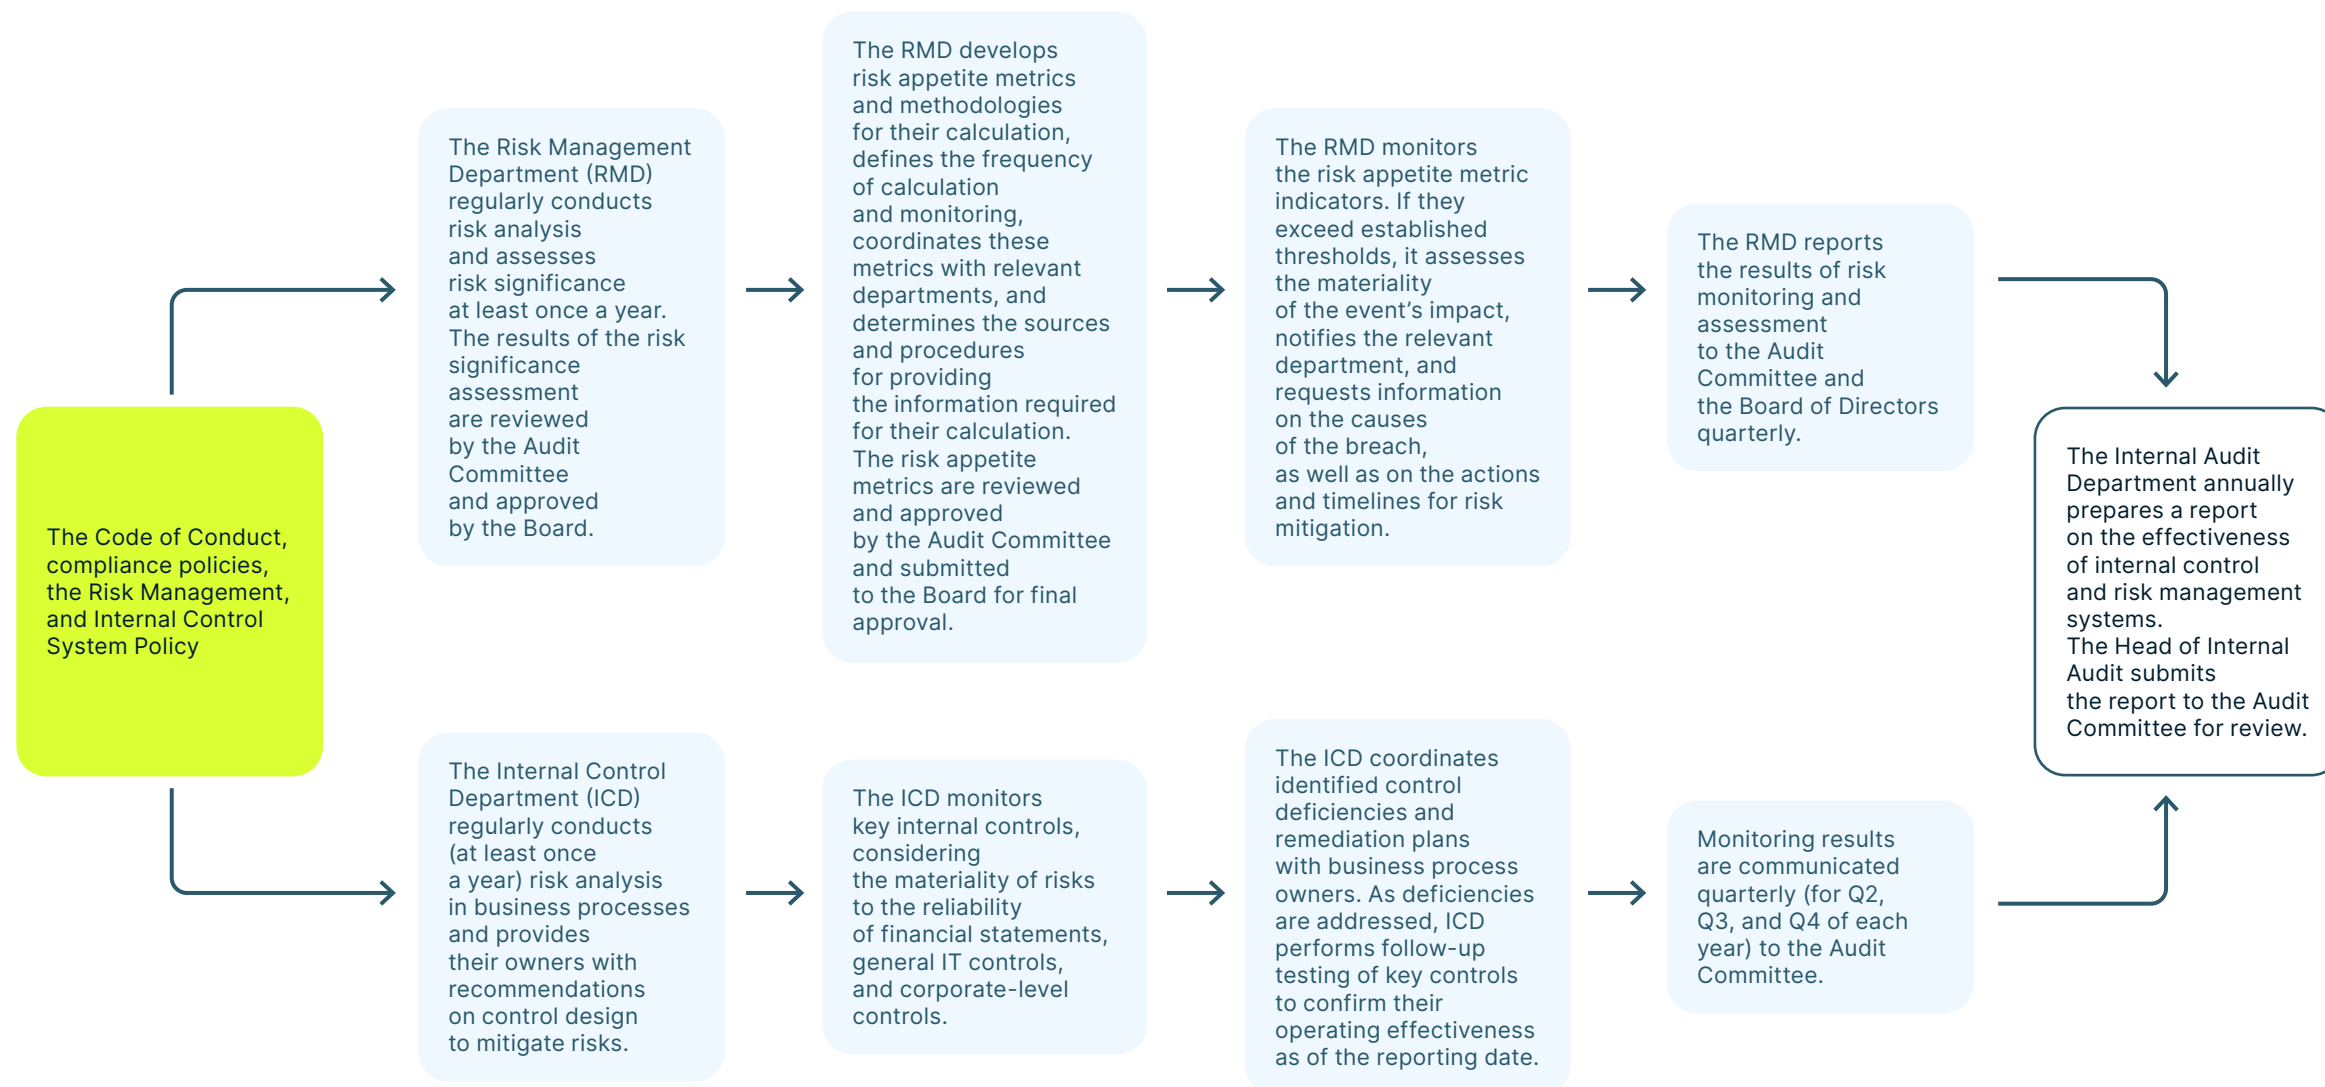 The Code of Conduct,
compliance policies,
the Risk Management,
and Internal Control
System Policy
The Risk Management
Department (RMD)
regularly conducts
risk analysis
and assesses
risk significance
at least once a year.
The results of the risk
significance
assessment
are reviewed
by the Audit
Committee
and approved
by the Board.
The RMD develops
risk appetite metrics
and methodologies
for their calculation,
defines the frequency
of calculation
and monitoring,
coordinates these
metrics with relevant
departments, and
determines the sources
and procedures
for providing
the information required
for their calculation.
The risk appetite
metrics are reviewed
and approved
by the Audit Committee
and submitted
to the Board for final
approval.
The RMD monitors
the risk appetite metric
indicators. If they
exceed established
thresholds, it assesses
the materiality
of the event’s impact,
notifies the relevant
department, and
requests information
on the causes
of the breach,
as well as on the actions
and timelines for risk
mitigation.
The RMD reports
the results of risk
monitoring and
assessment
to the Audit
Committee and
the Board of Directors
quarterly.
The Internal Control
Department (ICD)
regularly conducts
(at least once
a year) risk analysis
in business processes
and provides
their owners with
recommendations
on control design
to mitigate risks.
The ICD monitors
key internal controls,
considering
the materiality of risks
to the reliability
of financial statements,
general IT controls,
and corporate-level
controls.
The ICD coordinates
identified control
deficiencies and
remediation plans
with business process
owners. As deficiencies
are addressed, ICD
performs follow-up
testing of key controls
to confirm their
operating effectiveness
as of the reporting date.
Monitoring results
are communicated
quarterly (for Q2,
Q3, and Q4 of each
year) to the Audit
Committee.
The Internal Audit
Department annually
prepares a report
on the effectiveness
of internal control
and risk management
systems.
The Head of Internal
Audit submits
the report to the Audit
Committee for review.